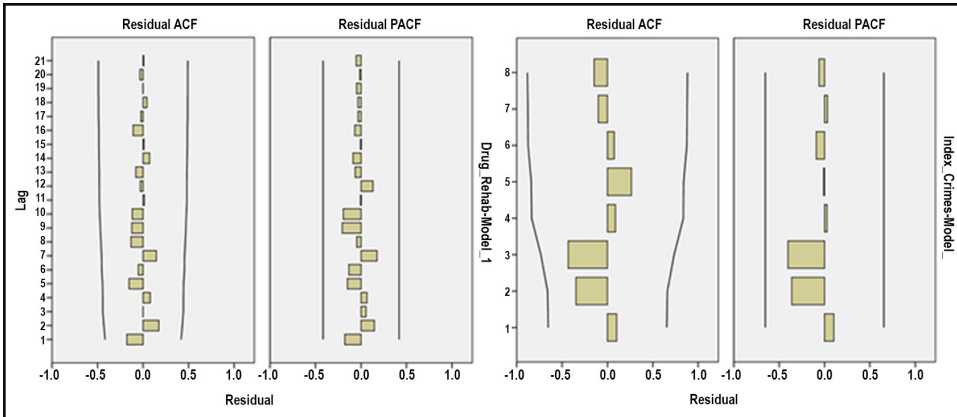 Residual ACF
Residual PACF
Residual ACF
Residual PACF
Lag
21
20
19
18
17
16
15
14
13
12
11
10
9
8
7
6
5
4
3
2
1
-1.0 -0.5 0.0 0.5 1.0
-1.0 -0.5 0.0 0.5 1.0
Residual
Drug_Rehab-Model_1
8
7
6
5
4
3
2
1
-1.0 -0.5 0.0 0.5 1.0
-1.0 -0.5 0.0 0.5 1.0
Residual
Index_Crimes-Model_